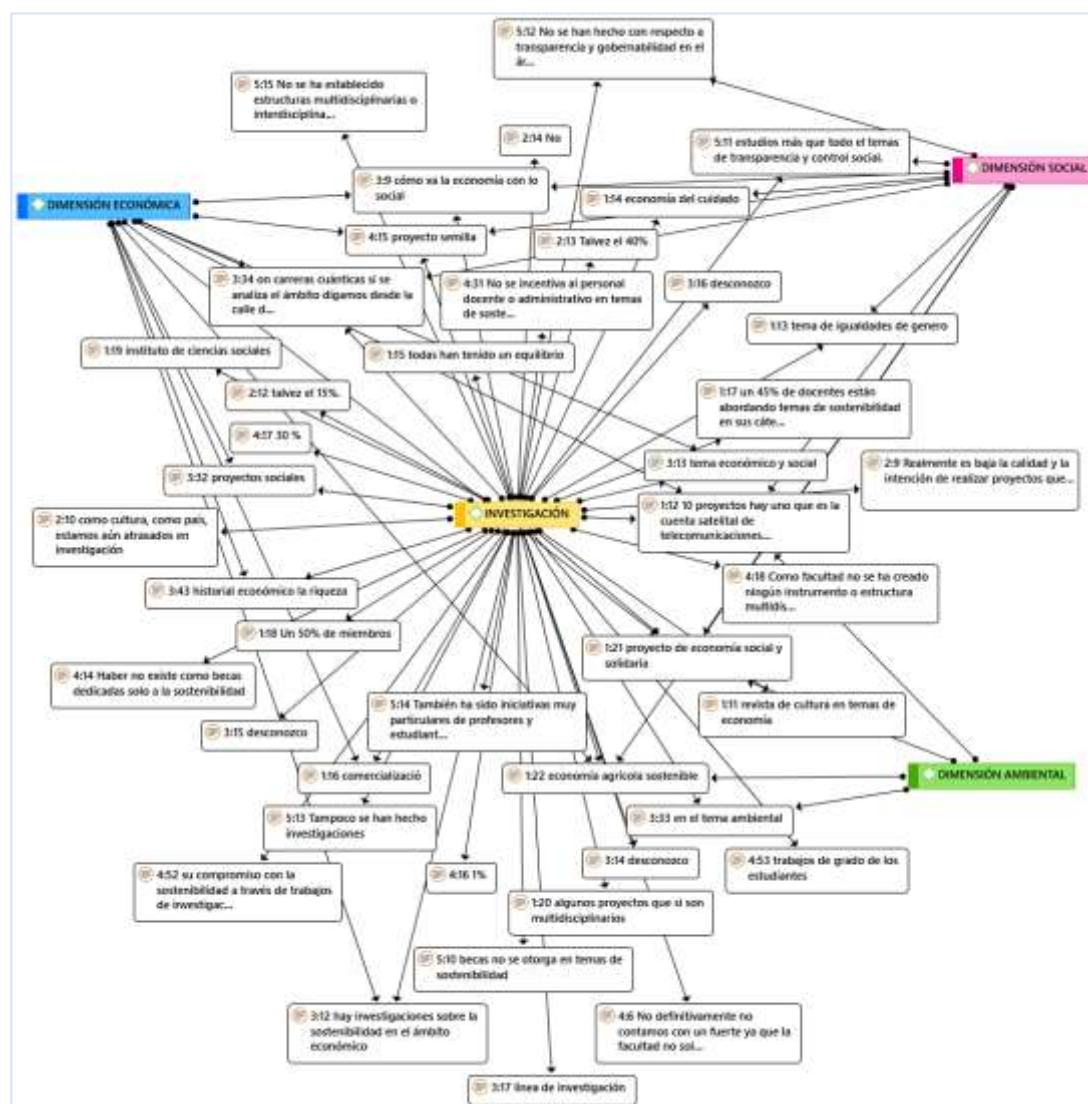 5:12 No se han hecho con respecto a
transparencia y gobernabilidad en el
ár...
5:15 No se ha establecido
estructuras multidisciplinarias o
interdisciplina...
2:14 No
5:11 estudios más que todo el temas
de transparencia y control social.
DIMENSIÓN SOCIAL
3:9 cómo va la economía con lo
social
1:14 economía del cuidado
DIMENSIÓN ECONÓMICA
4:15 proyecto semilla
2:13 Talvez el 40%
3:34 on carreras cuánticas sí se
analiza el ámbito digamos desde la
calle d...
4:31 No se incentiva al personal
docente o administrativo en temas
de soste...
3:16 desconozco
1:13 tema de igualdades de genero
1:19 instituto de ciencias sociales
1:15 todas han tenido un equilibrio
2:12 talvez el 15%.
1:17 un 45% de docentes están
abordando temas de sostenibilidad
en sus cáte...
4:17 30 %
3:32 proyectos sociales
3:13 tema económico y social
2:9 Realmente es baja la calidad y la
intención de realizar proyectos que...
2:10 como cultura, como país,
estamos aún atrasados en
investigación
INVESTIGACIÓN
1:12 10 proyectos hay uno que es la
cuenta satelital de
telecomunicaciones...
3:43 historial económico la riqueza
4:18 Como facultad no se ha creado
ningún instrumento o estructura
multidis...
1:18 Un 50% de miembros
1:21 proyecto de economía social y
solidaria
4:14 Haber no existe como becas
dedicadas solo a la sostenibilidad
5:14 También ha sido iniciativas muy
particulares de profesores y
estudiant...
1:11 revista de cultura en temas de
economía
3:15 desconozco
1:16 comercializació
1:22 economía agrícola sostenible
DIMENSIÓN AMBIENTAL
5:13 Tampoco se han hecho
investigaciones
3:33 en el tema ambiental
4:52 su compromiso con la
sostenibilidad a través de trabajos
de investigac...
4:16 1%
3:14 desconozco
4:53 trabajos de grado de los
estudiantes
1:20 algunos proyectos que si son
multidisciplinarios
5:10 becas no se otorga en temas de
sostenibilidad
3:12 hay investigaciones sobre la
sostenibilidad en el ámbito
económico
4:6 No definitivamente no
contamos con un fuerte ya que la
facultad no sol...
3:17 línea de investigación